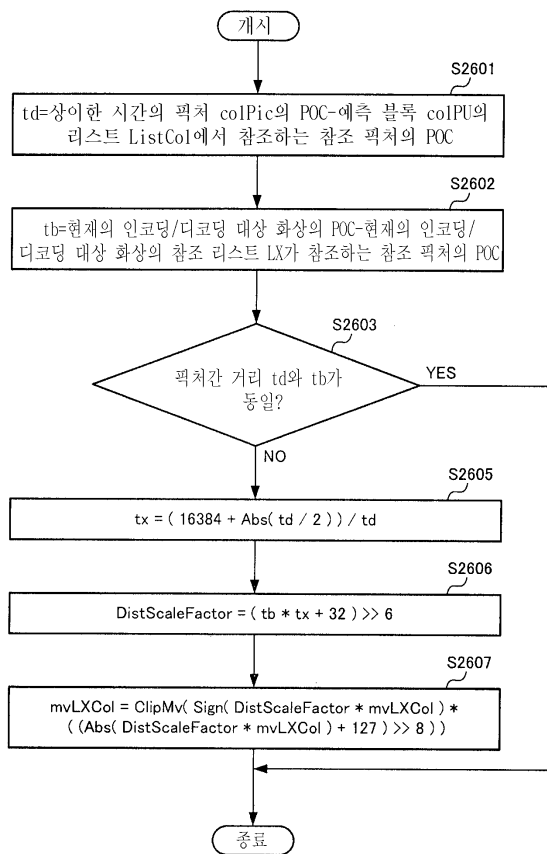 개시
S2601
td=상이한 시간의 픽처 colPic의 POC-예측 블록 colPU의
리스트 ListCol에서 참조하는 참조 픽처의 POC
S2602
tb=현재의 인코딩/디코딩 대상 화상의 POC-현재의 인코딩/
디코딩 대상 화상의 참조 리스트 LX가 참조하는 참조 픽처의 POC
S2603
픽처간 거리 td와 tb가
동일?
YES
NO
S2605
tx = ( 16384 + Abs( td / 2 ) ) / td
S2606
DistScaleFactor = ( tb * tx + 32 ) >> 6
S2607
mvLXCol = ClipMv( Sign( DistScaleFactor * mvLXCol ) *
( (Abs( DistScaleFactor * mvLXCol ) + 127 ) >> 8 ) )
종료